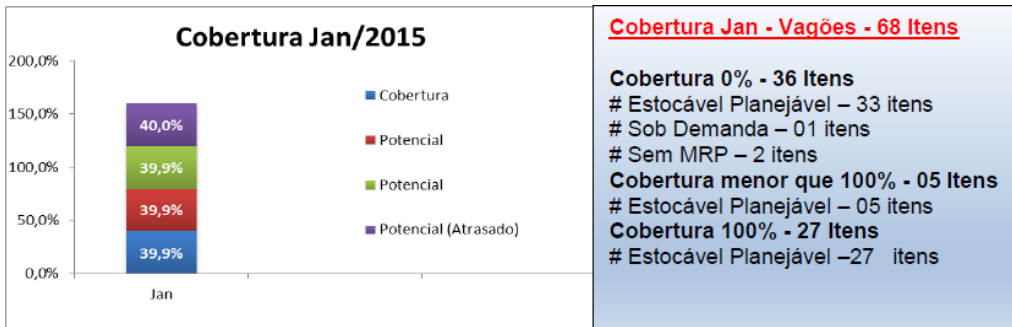 Cobertura Jan/2015
200,0%
150,0%
100,0%
50,0%
0,0%
40,0%
39,9%
39,9%
39,9%
Jan
Cobertura
Potencial
Potencial
Potencial (Atrasado)
Cobertura Jan - Vagões - 68 Itens
Cobertura 0% - 36 Itens
# Estocável Planejável – 33 itens
# Sob Demanda – 01 itens
# Sem MRP – 2 itens
Cobertura menor que 100% - 05 Itens
# Estocável Planejável – 05 itens
Cobertura 100% - 27 Itens
# Estocável Planejável –27 itens